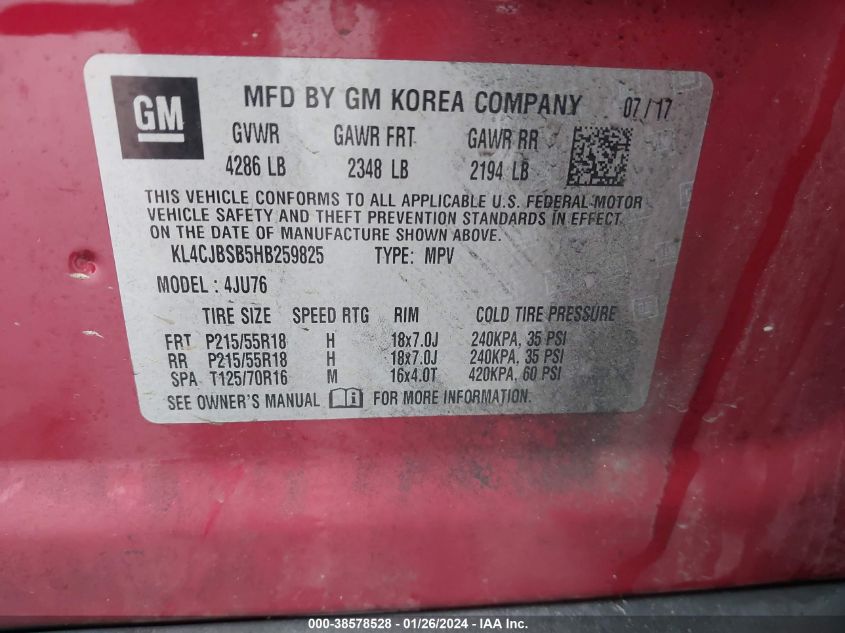 GM MFD BY GM KOREA COMPANY 07/17
GVWR GAWR FRT GAWR RR
4286 LB 2348 LB 2194 LB
THIS VEHICLE CONFORMS TO ALL APPLICABLE U.S. FEDERAL MOTOR
VEHICLE SAFETY AND THEFT PREVENTION STANDARDS IN EFFECT
ON THE DATE OF MANUFACTURE SHOWN ABOVE.
KL4CJBSB5HB259825 TYPE: MPV
MODEL : 4JU76
TIRE SIZE SPEED RTG RIM COLD TIRE PRESSURE
FRT P215/55R18 H 18x7.0J 240KPA, 35 PSI
RR P215/55R18 H 18x7.0J 240KPA, 35 PSI
SPA T125/70R16 M 16x4.0T 420KPA, 60 PSI
SEE OWNER'S MANUAL FOR MORE INFORMATION.
000-38578528 - 01/26/2024 - IAA Inc.